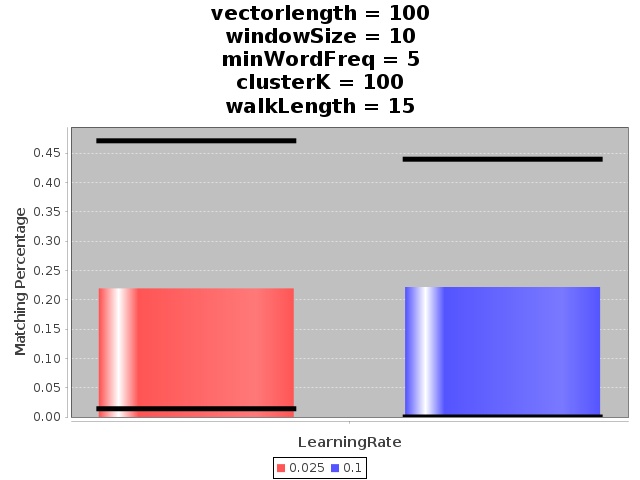 vectorlength = 100
windowSize = 10
minWordFreq = 5
clusterK = 100
walkLength = 15
0.45
0.40
0.35
0.30
0.25
0.20
0.15
0.10
0.05
0.00
Matching Percentage
LearningRate
0.025 0.1